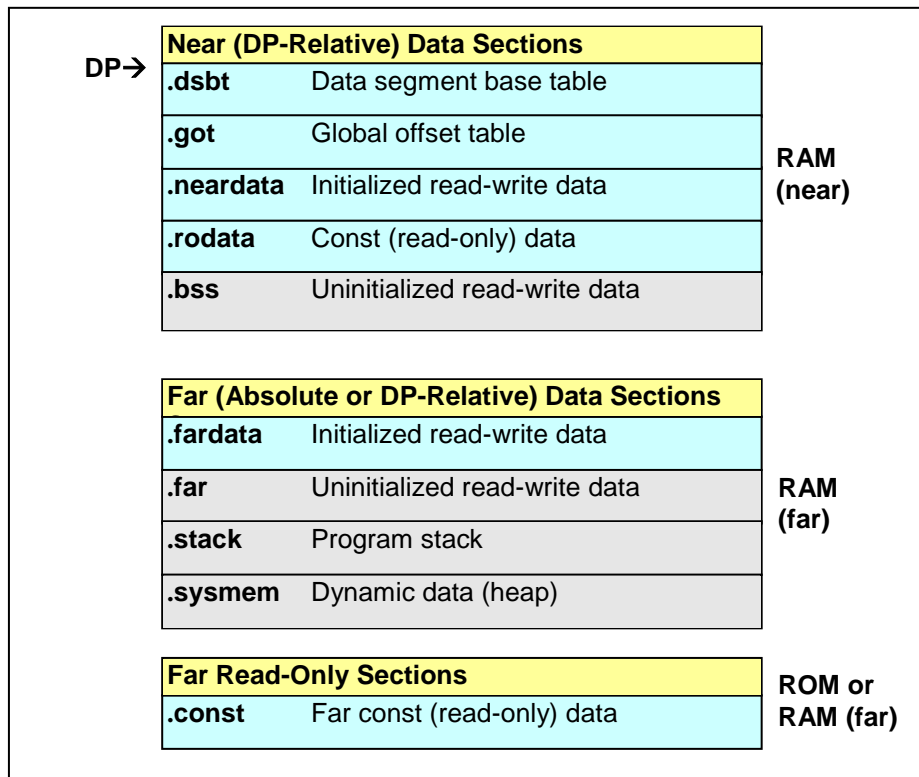 Near (DP-Relative) Data Sections
DP→
.dsbt Data segment base table
.got Global offset table
RAM
(near)
.neardata Initialized read-write data
.rodata Const (read-only) data
.bss Uninitialized read-write data
Far (Absolute or DP-Relative) Data Sections
.fardata Initialized read-write data
.far Uninitialized read-write data
RAM
(far)
.stack Program stack
.sysmem Dynamic data (heap)
Far Read-Only Sections
ROM or
RAM (far)
.const Far const (read-only) data